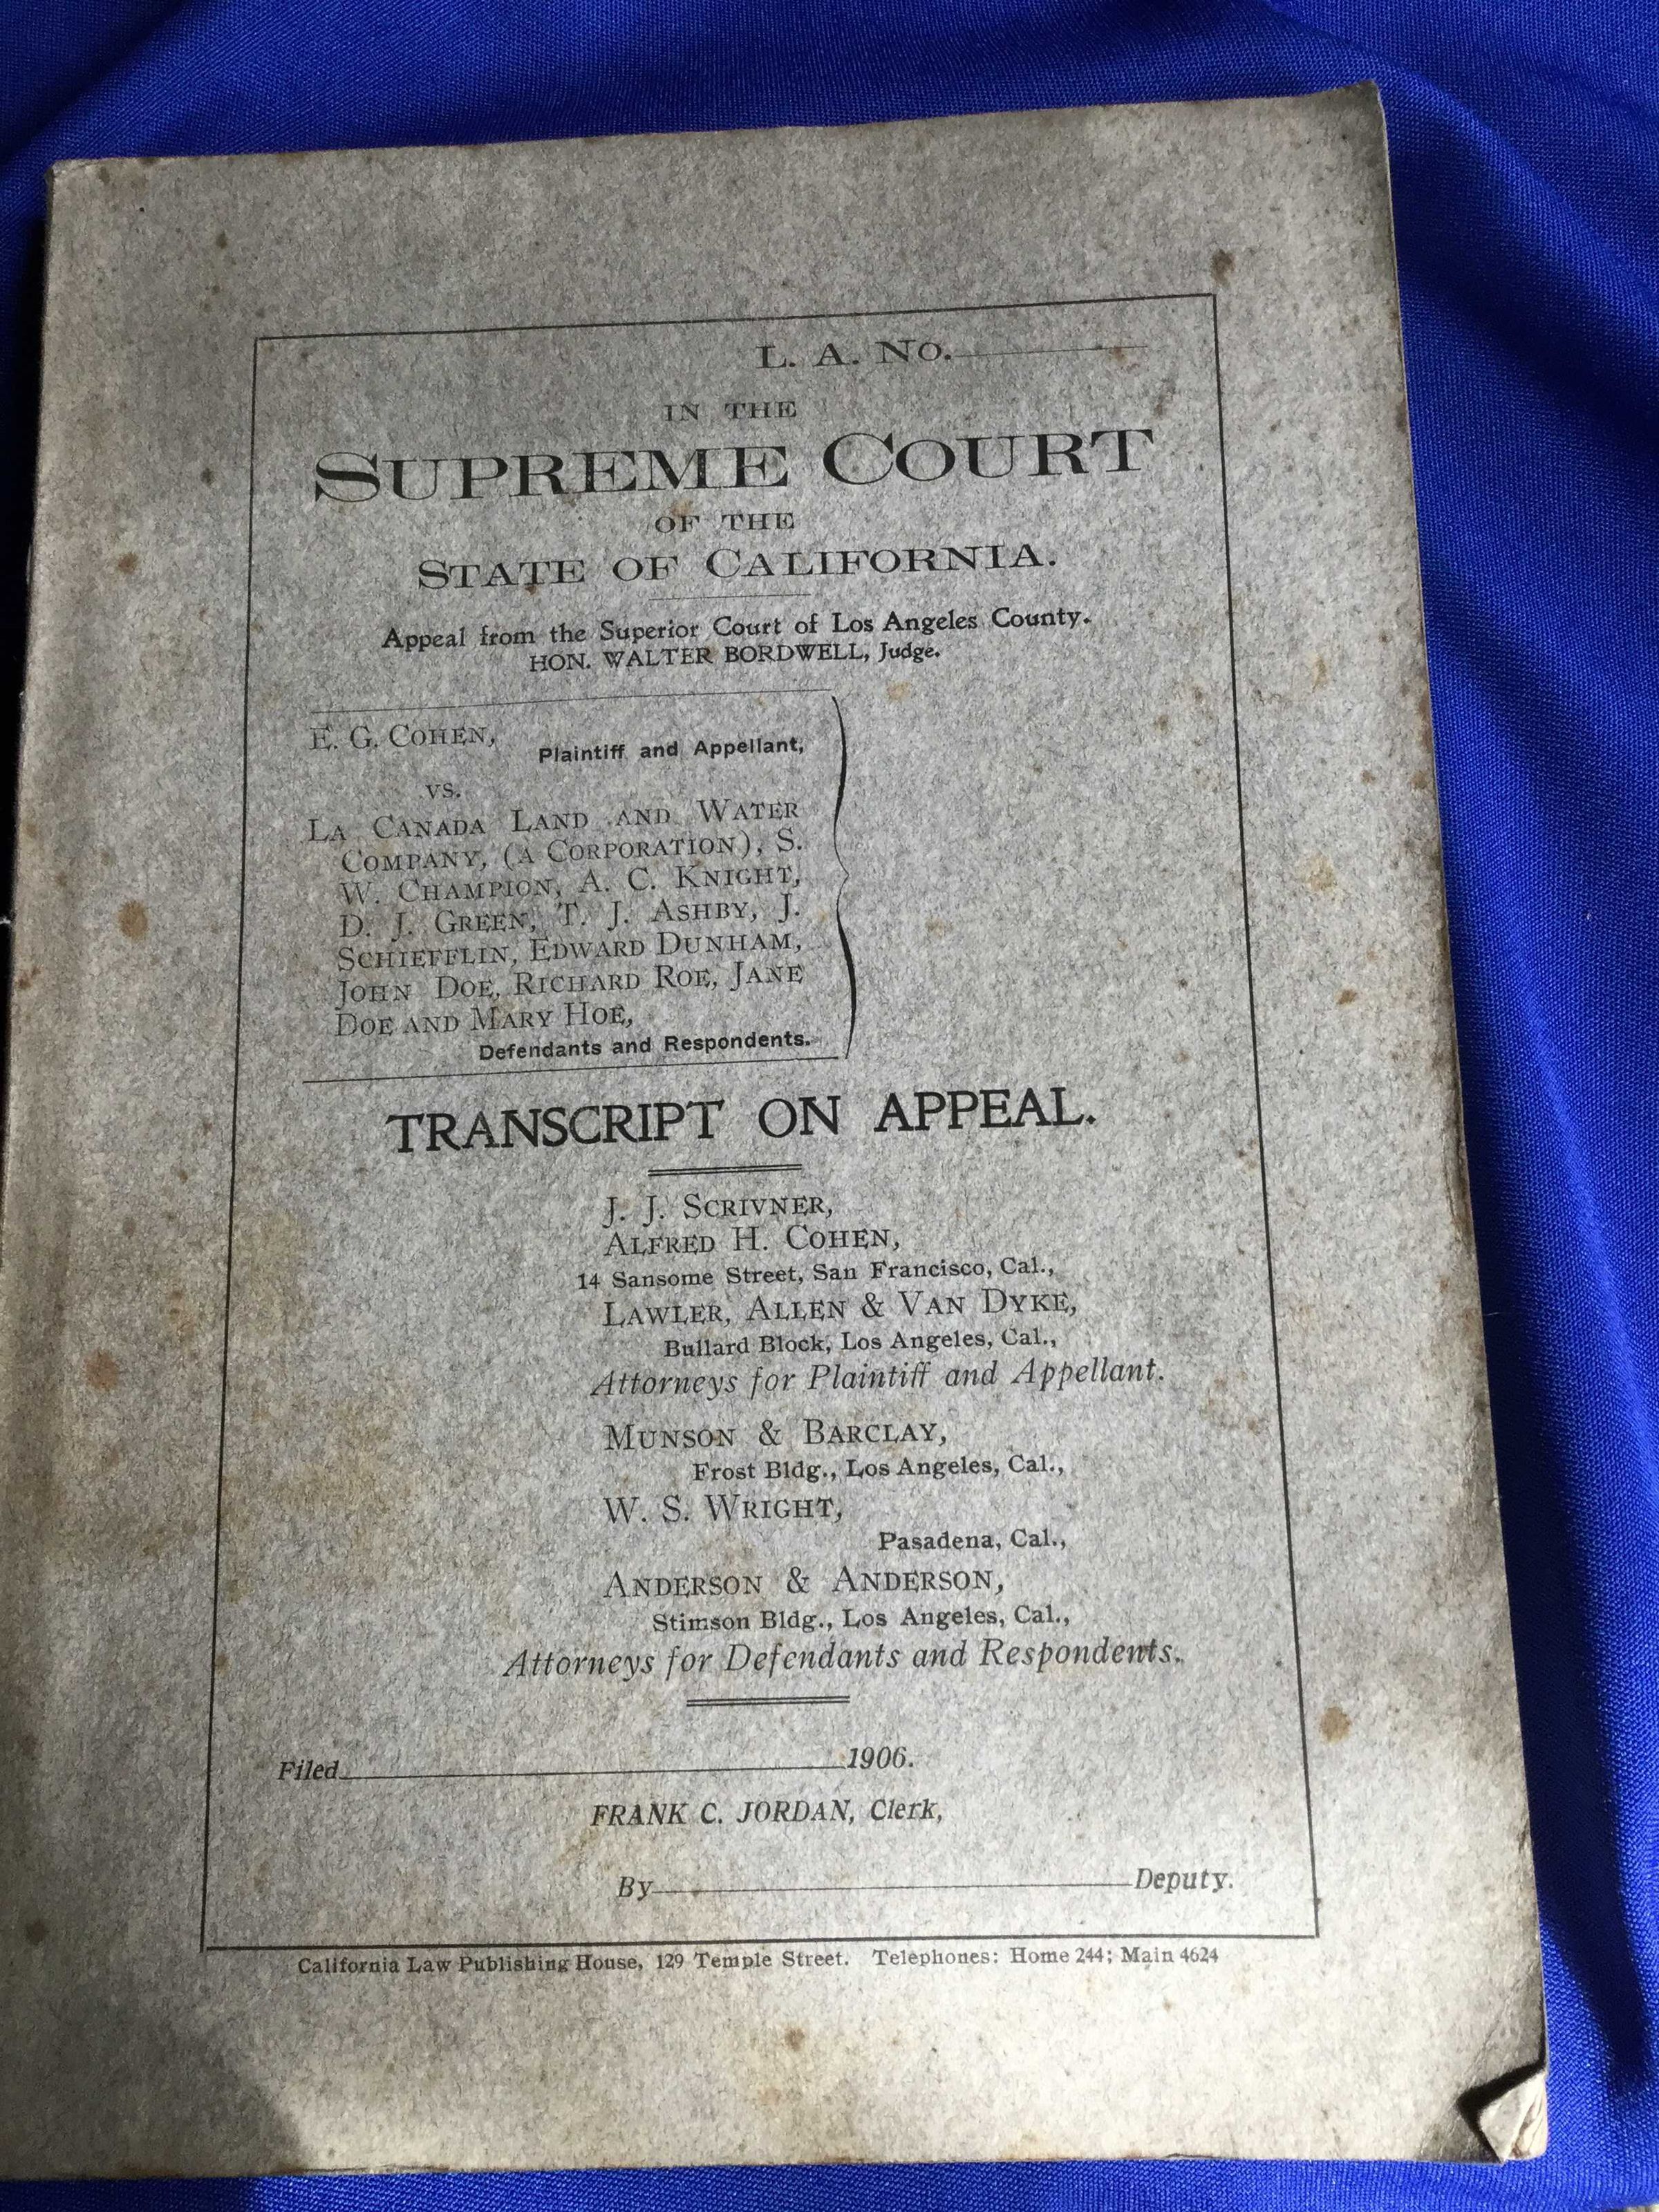 L. A. No.
IN THE
SUPREME COURT
OF THE
STATE OF CALIFORNIA.
Appeal from the Superior Court of Los Angeles County.
HON. WALTER BORDWELL, Judge.
E. G. COHEN,
Plaintiff and Appellant,
vs.
LA CANADA LAND AND WATER
COMPANY, (A CORPORATION), S.
W. CHAMPION, A. C. KNIGHT,
D. J. GREEN, T. J. ASHBY, J.
SCHIEFFLIN, EDWARD DUNHAM,
JOHN DOE, RICHARD ROE, JANE
DOE AND MARY HOE,
Defendants and Respondents.
TRANSCRIPT ON APPEAL.
J. J. SCRIVNER,
ALFRED H. COHEN,
14 Sansome Street, San Francisco, Cal.,
LAWLER, ALLEN & VAN DYKE,
Bullard Block, Los Angeles, Cal.,
Attorneys for Plaintiff and Appellant.
MUNSON & BARCLAY,
Frost Bldg., Los Angeles, Cal.,
W. S. WRIGHT,
Pasadena, Cal.,
ANDERSON & ANDERSON,
Stimson Bldg., Los Angeles, Cal.,
Attorneys for Defendants and Respondents.
Filed 1906.
FRANK C. JORDAN, Clerk,
By Deputy.
California Law Publishing House, 129 Temple Street. Telephones: Home 244; Main 4624